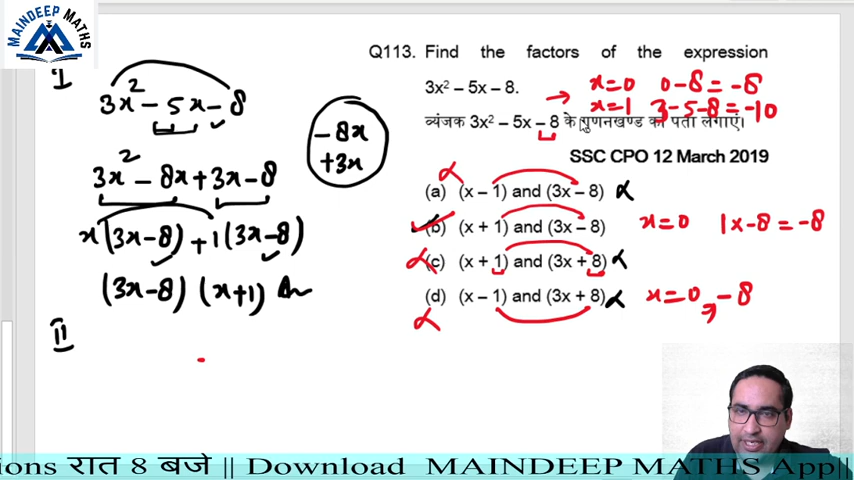 MAINDEEP MATHS
I
3x² - 5x - 8
-8x
+3x
3x² - 8x + 3x - 8
x(3x-8) + 1(3x-8)
(3x-8) (x+1) Ans
II
Q113. Find the factors of the expression
3x² – 5x – 8.
x=0 0-8 = -8
→ x=1 3-5-8 = -10
व्यंजक 3x² – 5x – 8 के गुणनखण्ड का पता लगाएं।
SSC CPO 12 March 2019
(a) (x – 1) and (3x – 8)
(b) (x + 1) and (3x – 8) x=0 1x-8 = -8
(c) (x + 1) and (3x + 8)
(d) (x – 1) and (3x + 8) x=0, -8
ions रात 8 बजे || Download MAINDEEP MATHS App||